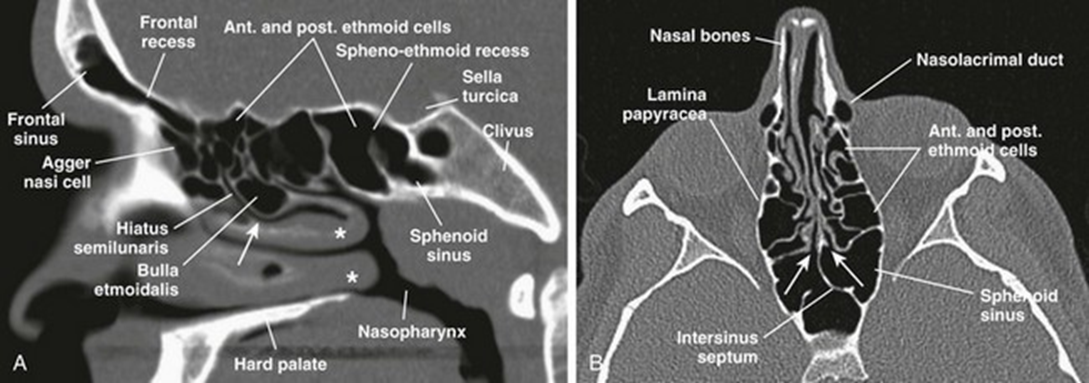 Frontal
recess
Ant. and post. ethmoid cells
Spheno-ethmoid recess
Sella
turcica
Clivus
Frontal
sinus
Agger
nasi cell
Hiatus
semilunaris
Bulla
etmoidalis
*
*
Sphenoid
sinus
Nasopharynx
Hard palate
A
Nasal bones
Nasolacrimal duct
Lamina
papyracea
Ant. and post.
ethmoid cells
Sphenoid
sinus
Intersinus
septum
B